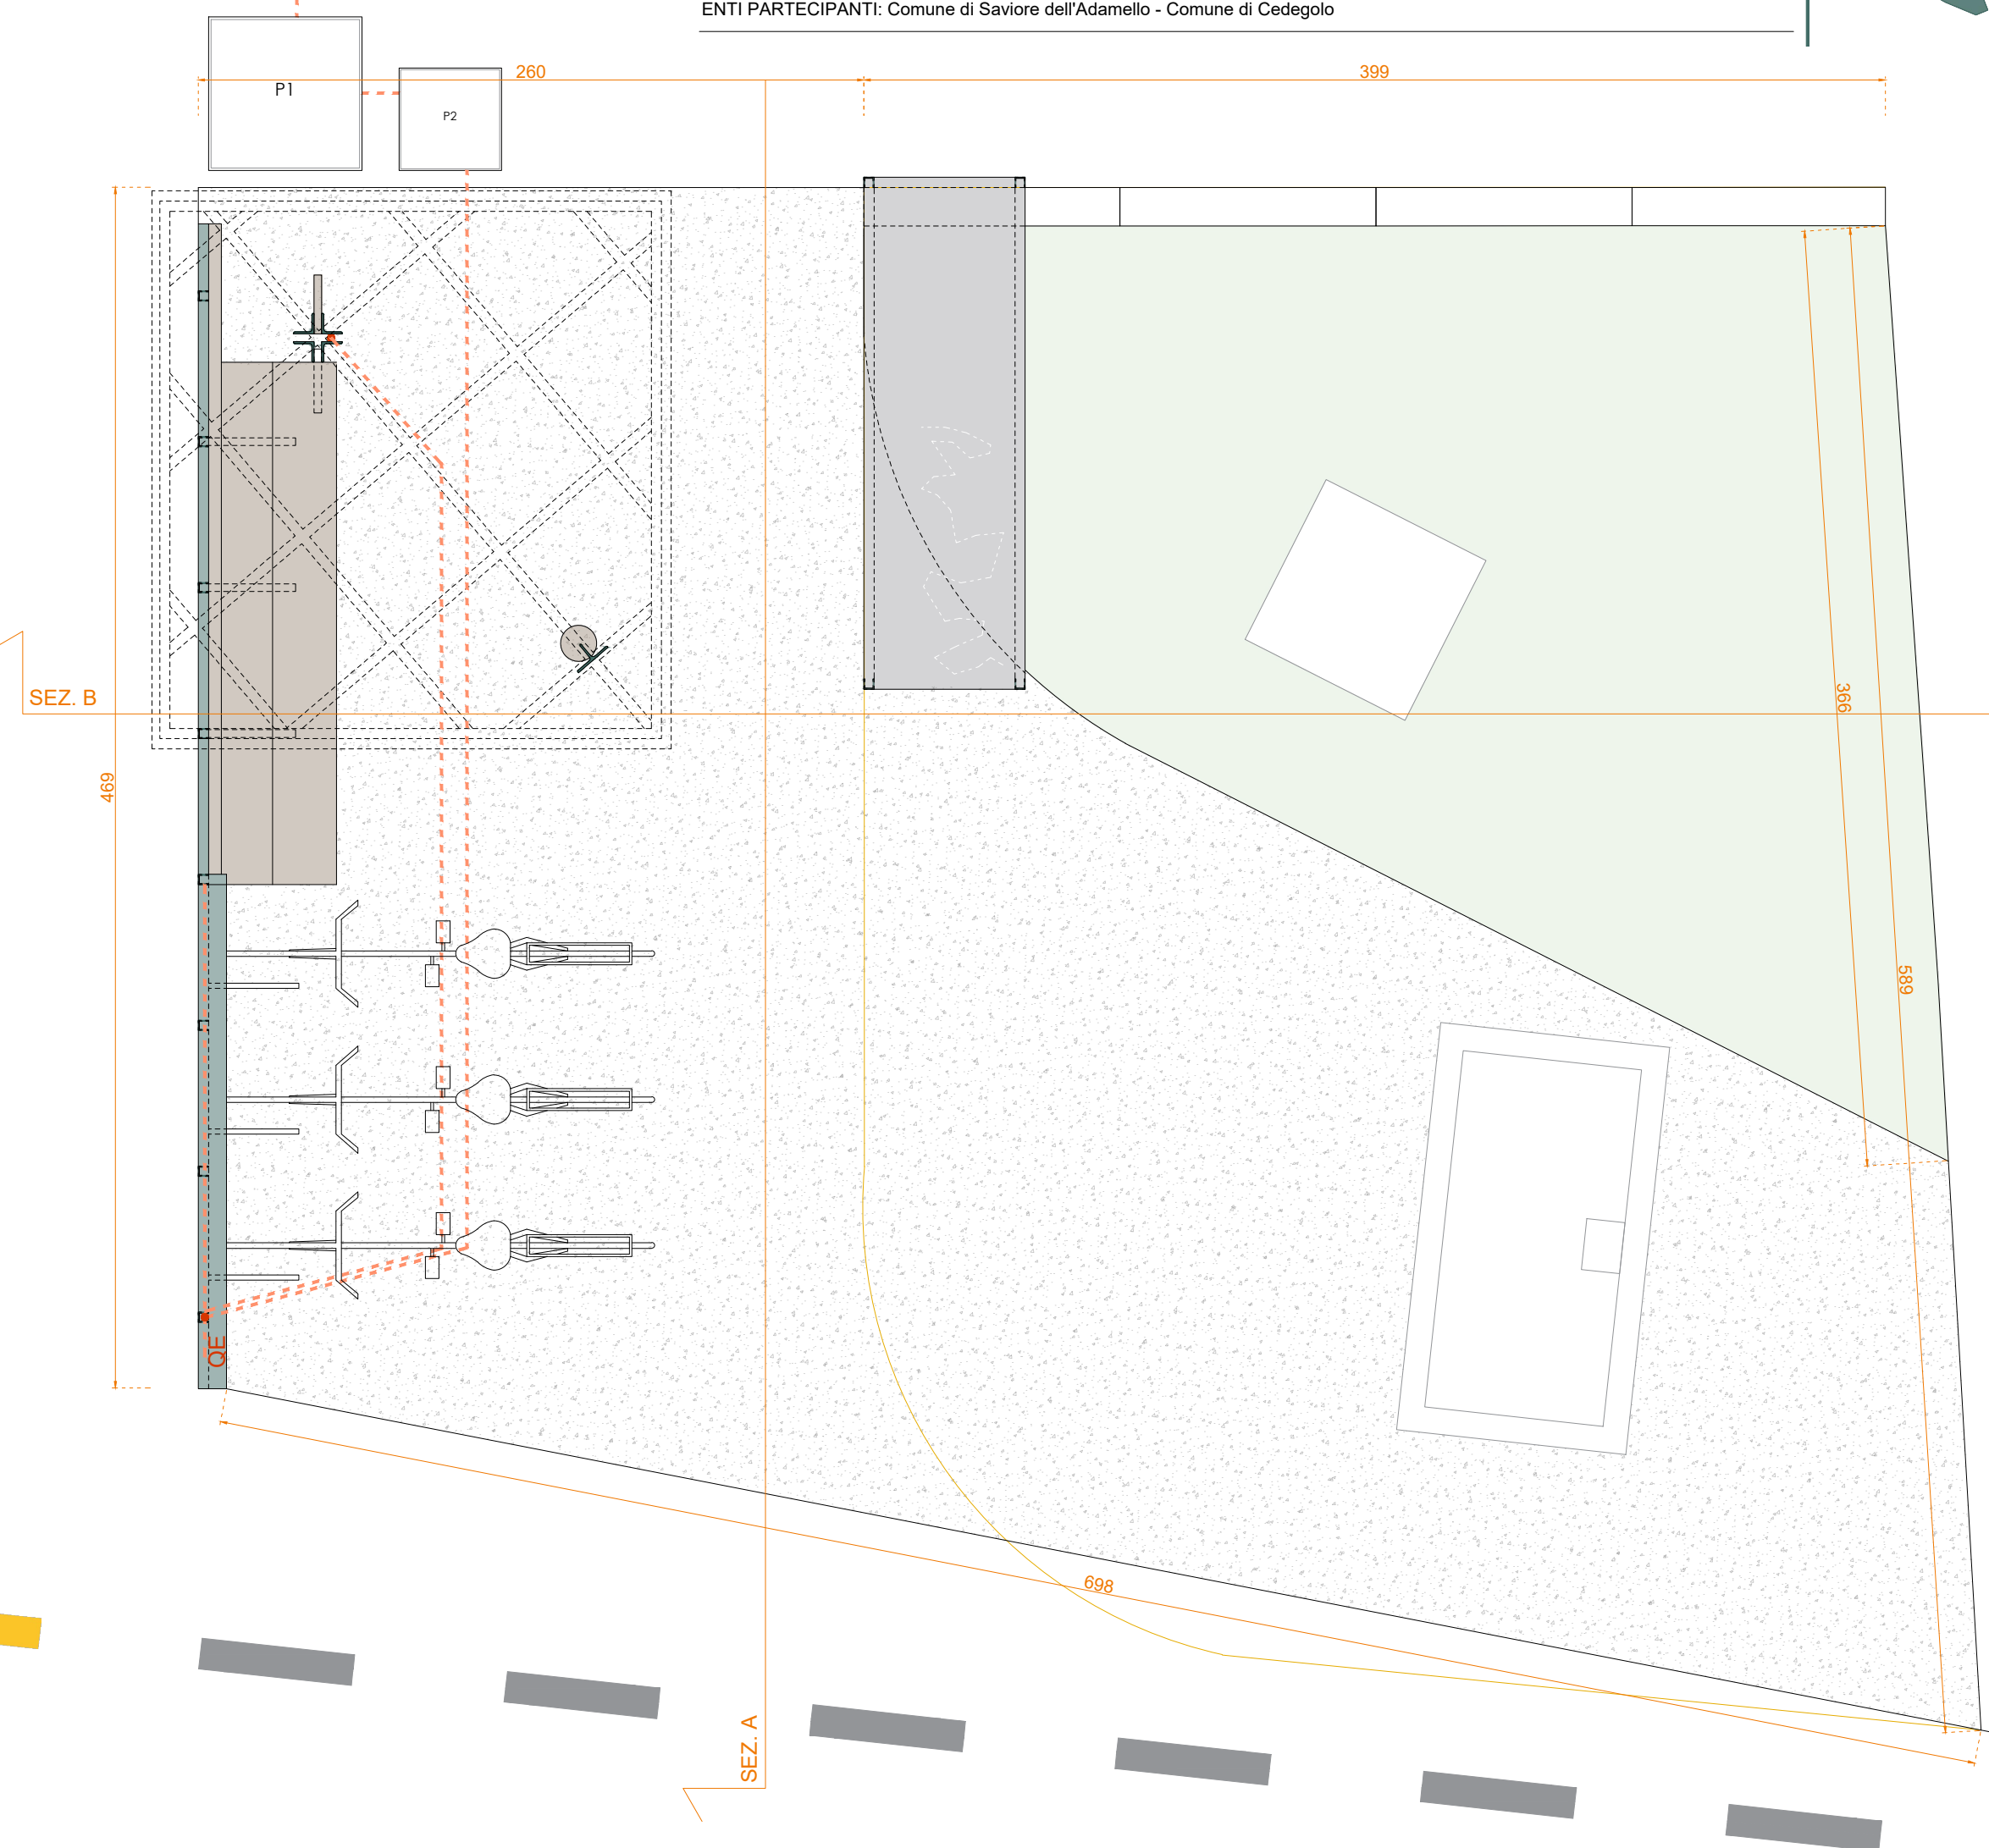 ENTI PARTECIPANTI: Comune di Saviore dell'Adamello - Comune di Cedegolo
260
399
P1
P2
SEZ. B
366
469
589
QE
698
SEZ. A